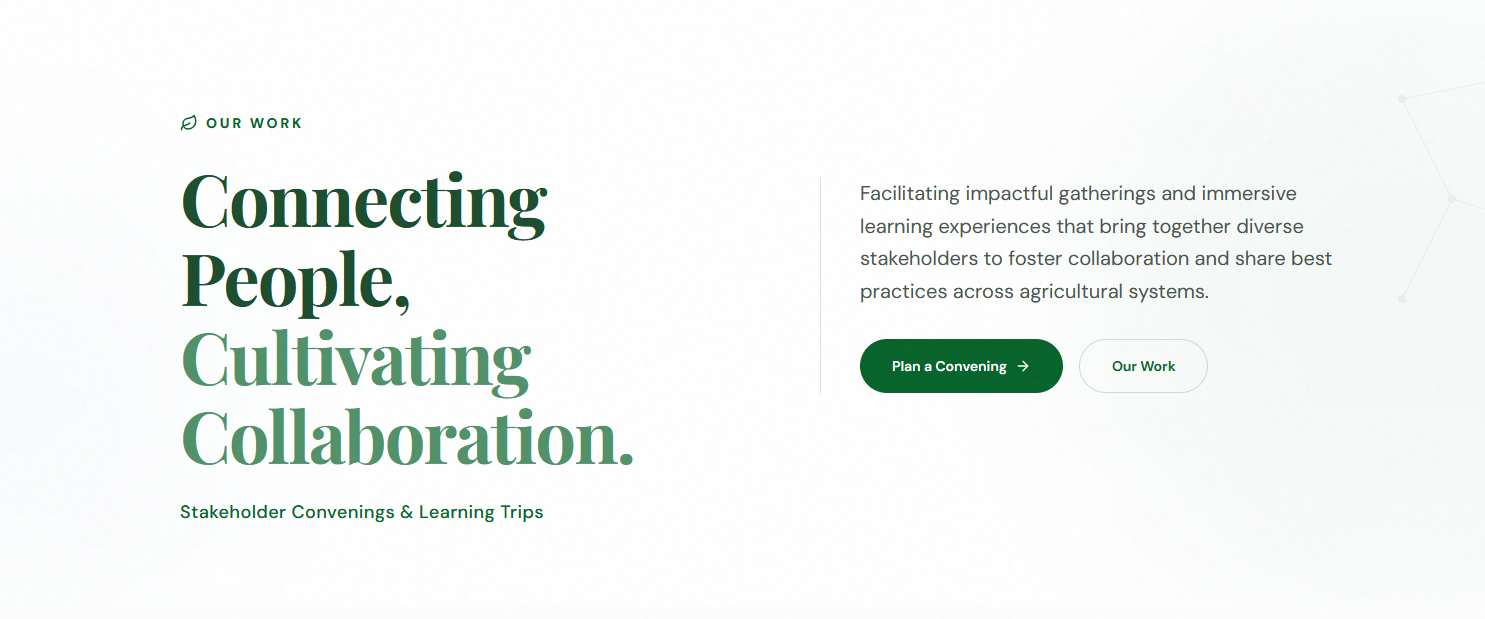 OUR WORK
Connecting
People,
Cultivating
Collaboration.
Stakeholder Convenings & Learning Trips
Facilitating impactful gatherings and immersive
learning experiences that bring together diverse
stakeholders to foster collaboration and share best
practices across agricultural systems.
Plan a Convening →
Our Work